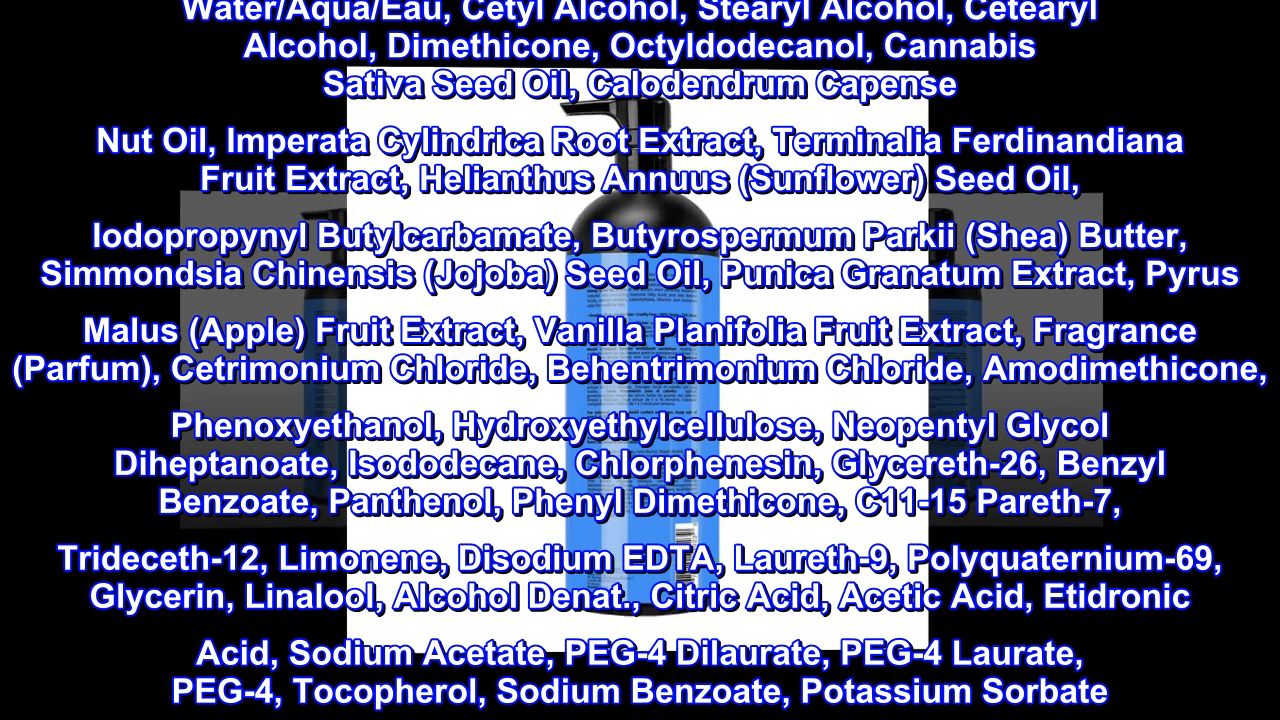 Water/Aqua/Eau, Cetyl Alcohol, Stearyl Alcohol, Cetearyl
Alcohol, Dimethicone, Octyldodecanol, Cannabis
Sativa Seed Oil, Calodendrum Capense
Nut Oil, Imperata Cylindrica Root Extract, Terminalia Ferdinandiana
Fruit Extract, Helianthus Annuus (Sunflower) Seed Oil,
Iodopropynyl Butylcarbamate, Butyrospermum Parkii (Shea) Butter,
Simmondsia Chinensis (Jojoba) Seed Oil, Punica Granatum Extract, Pyrus
Malus (Apple) Fruit Extract, Vanilla Planifolia Fruit Extract, Fragrance
(Parfum), Cetrimonium Chloride, Behentrimonium Chloride, Amodimethicone,
Phenoxyethanol, Hydroxyethylcellulose, Neopentyl Glycol
Diheptanoate, Isododecane, Chlorphenesin, Glycereth-26, Benzyl
Benzoate, Panthenol, Phenyl Dimethicone, C11-15 Pareth-7,
Trideceth-12, Limonene, Disodium EDTA, Laureth-9, Polyquaternium-69,
Glycerin, Linalool, Alcohol Denat., Citric Acid, Acetic Acid, Etidronic
Acid, Sodium Acetate, PEG-4 Dilaurate, PEG-4 Laurate,
PEG-4, Tocopherol, Sodium Benzoate, Potassium Sorbate